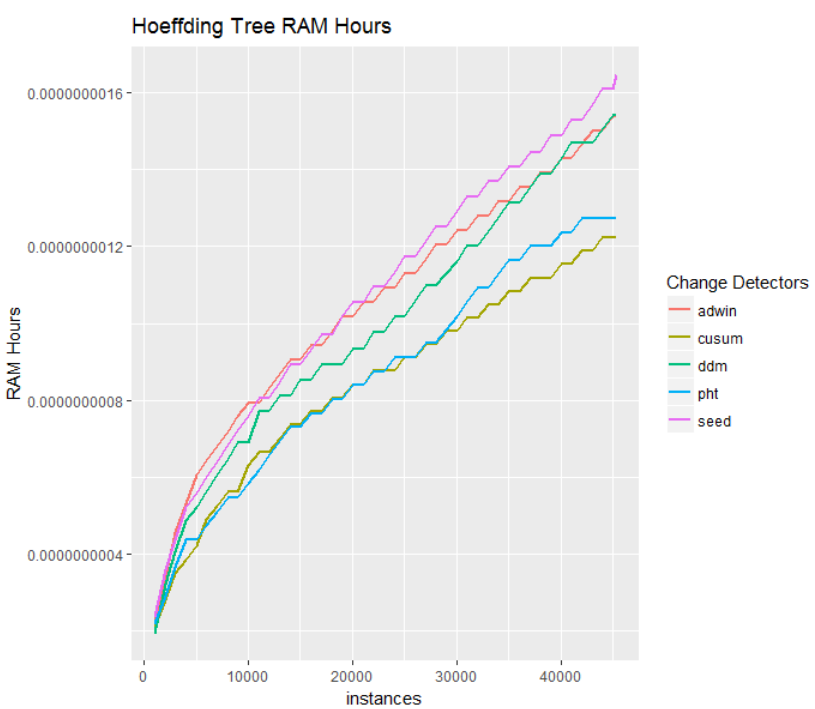 Hoeffding Tree RAM Hours
RAM Hours
0.0000000016
0.0000000012
0.0000000008
0.0000000004
0
10000
20000
30000
40000
instances
Change Detectors
adwin
cusum
ddm
pht
seed